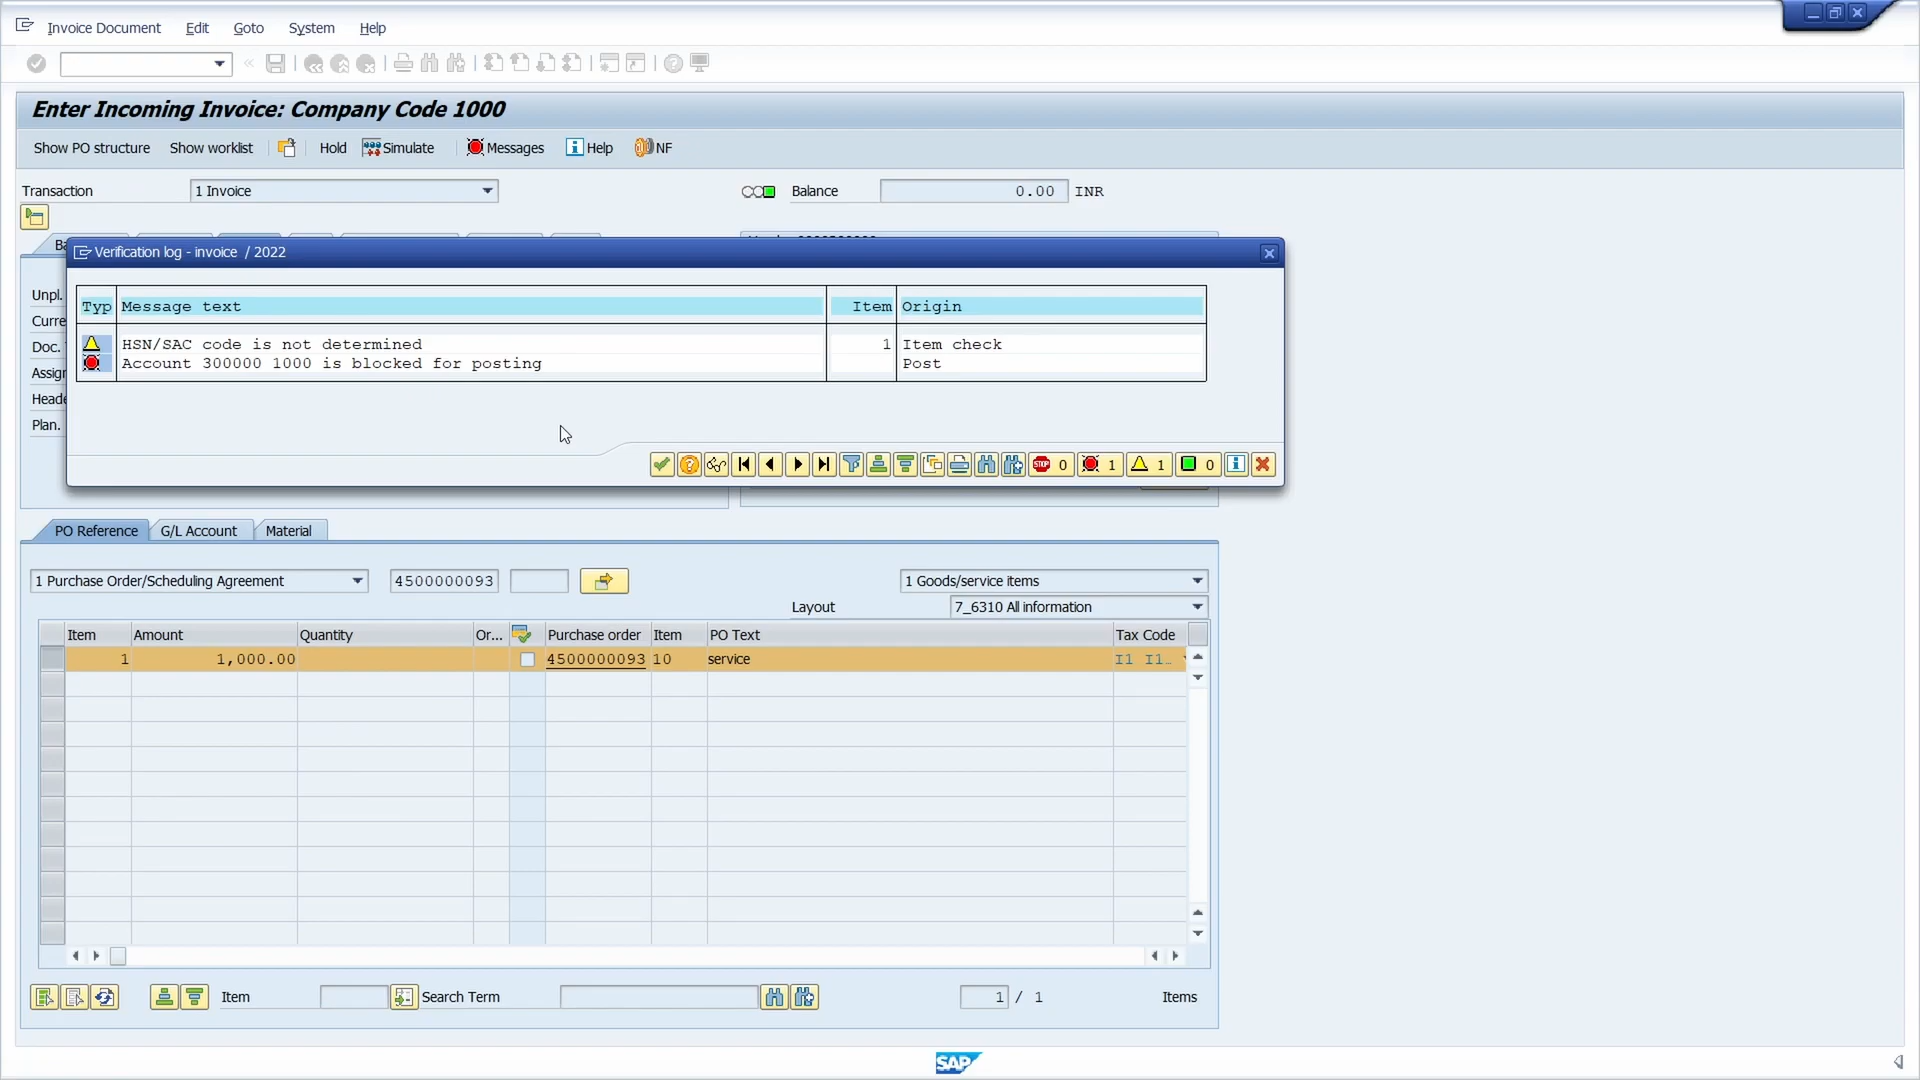 Invoice Document Edit Goto System Help
Enter Incoming Invoice: Company Code 1000
Show PO structure Show worklist Hold Simulate Messages Help NF
Transaction 1 Invoice Balance 0.00 INR
Verification log - invoice / 2022
Typ Message text Item Origin
HSN/SAC code is not determined 1 Item check
Account 300000 1000 is blocked for posting Post
Unpl.
Curre
Doc.
Assig
Heade
Plan.
STOP 0 1 1 0
PO Reference G/L Account Material
1 Purchase Order/Scheduling Agreement 4500000093 1 Goods/service items
Layout 7_6310 All information
Item Amount Quantity Or... Purchase order Item PO Text Tax Code
1 1,000.00 4500000093 10 service I1 I1_
Item Search Term 1 / 1 Items
SAP